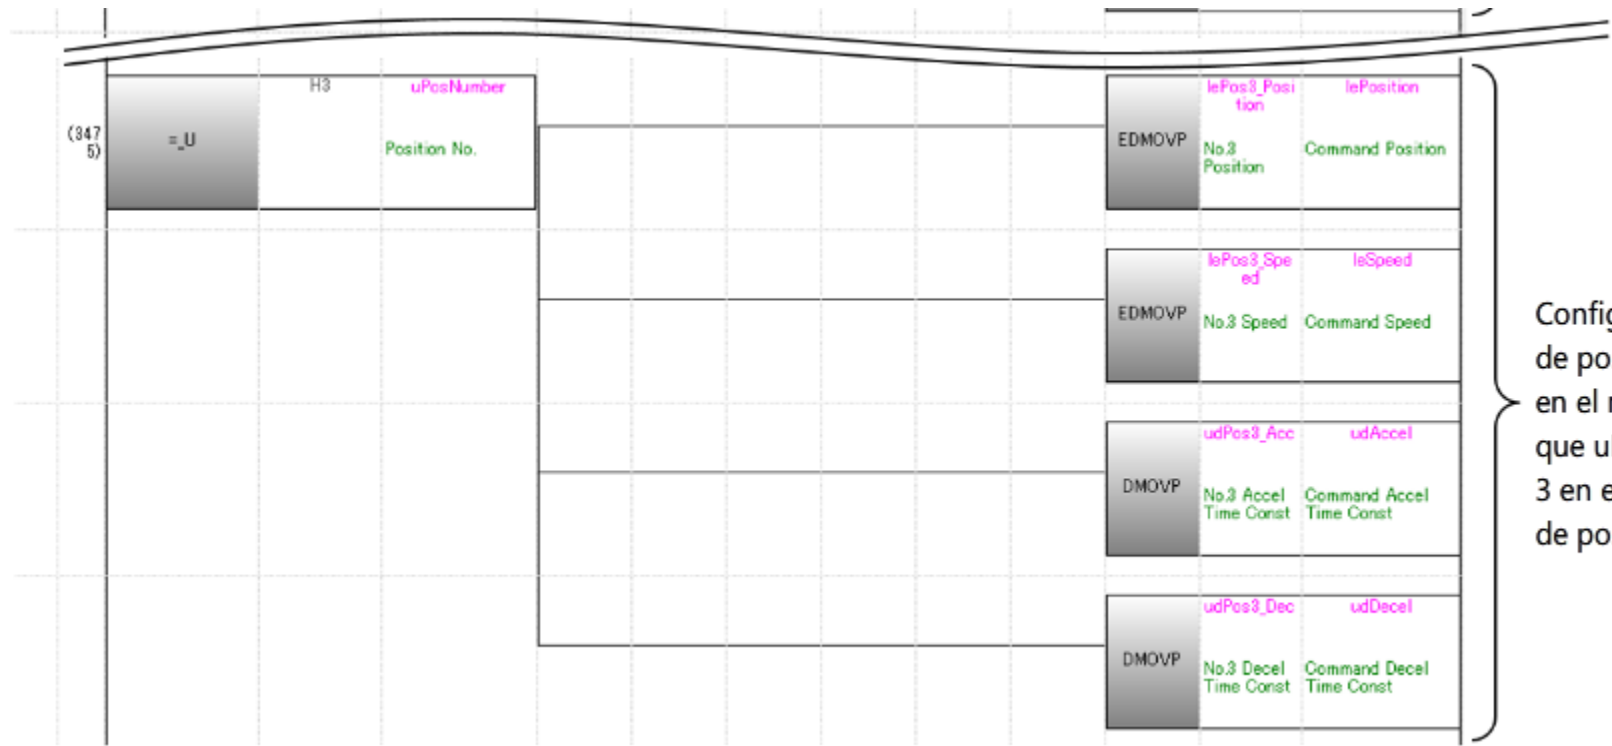 (347
5)
=_U
H3
uPosNumber
Position No.
EDMOVP
lePos3_Posi
tion
lePosition
No.3
Position
Command Position
EDMOVP
lePos3_Spe
ed
leSpeed
No.3 Speed
Command Speed
DMOVP
udPos3_Acc
udAccel
No.3 Accel
Time Const
Command Accel
Time Const
DMOVP
udPos3_Dec
udDecel
No.3 Decel
Time Const
Command Decel
Time Const
de po
en el
que u
3 en e
de po